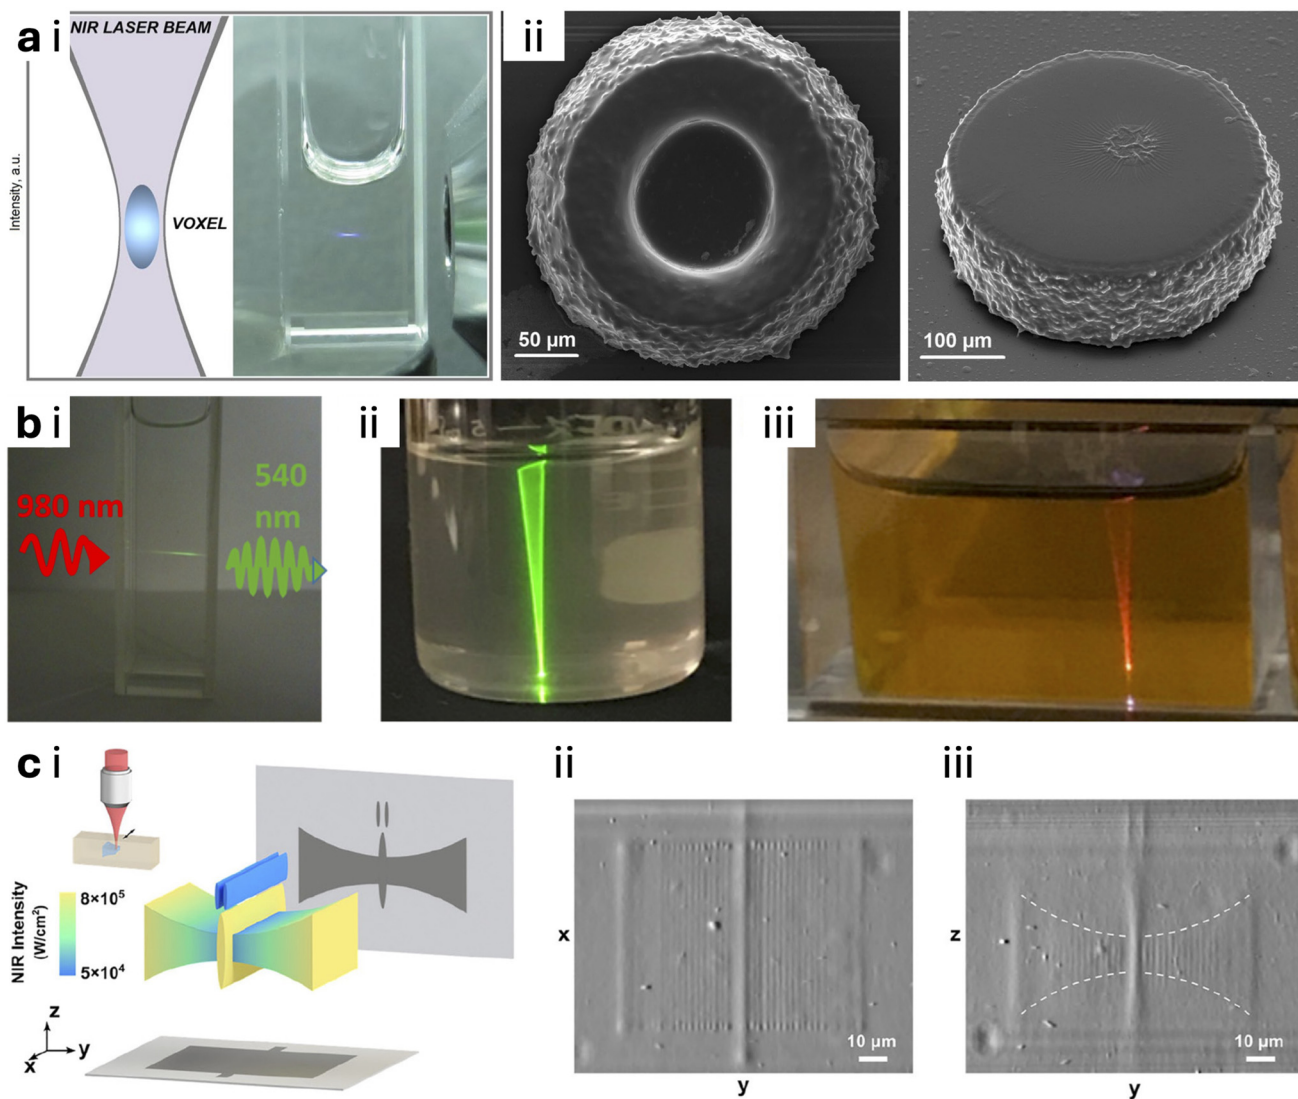 a i
NIR LASER BEAM
Intensity, a.u.
VOXEL
ii
50 µm
100 µm
b i
980 nm
540
nm
ii
iii
c i
NIR Intensity
(W/cm²)
8×10⁵
5×10⁴
z
y
x
ii
x
10 µm
y
iii
z
10 µm
y